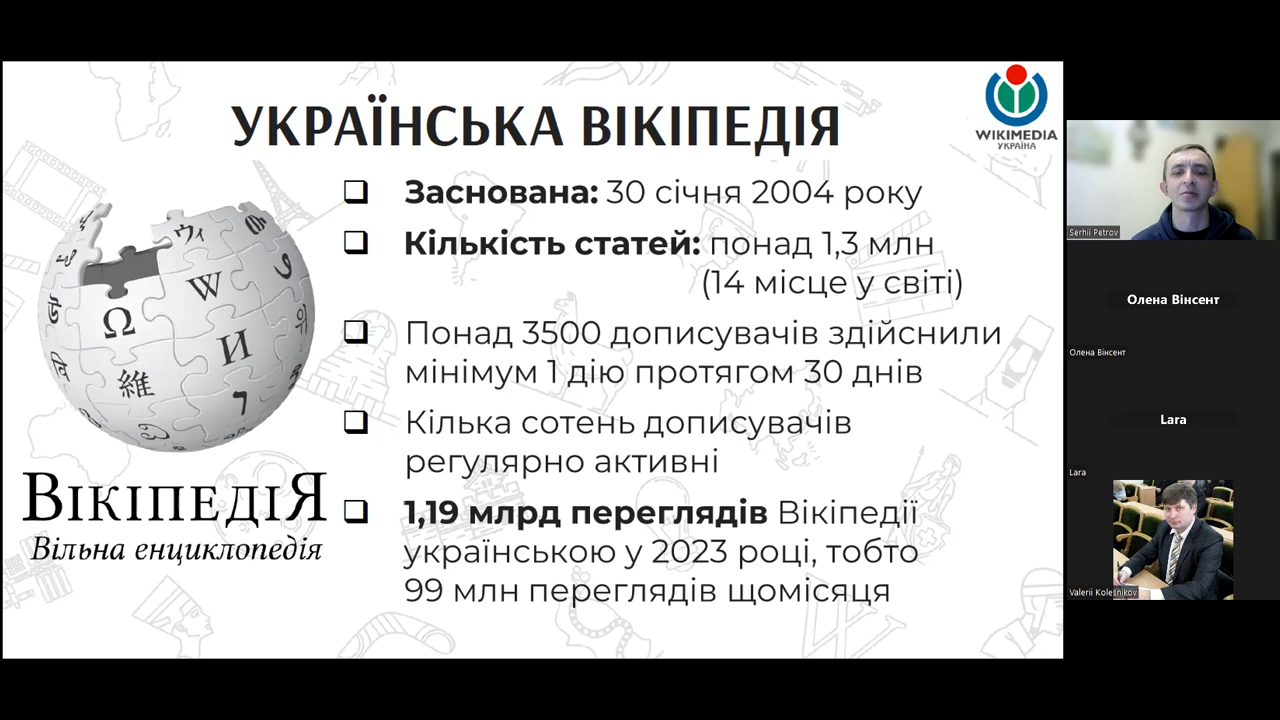 УКРАЇНСЬКА ВІКІПЕДІЯ
WIKIMEDIA
УКРАЇНА
Заснована: 30 січня 2004 року
Кількість статей: понад 1,3 млн
(14 місце у світі)
Понад 3500 дописувачів здійснили
мінімум 1 дію протягом 30 днів
Кілька сотень дописувачів
регулярно активні
1,19 млрд переглядів Вікіпедії
українською у 2023 році, тобто
99 млн переглядів щомісяця
Ω
W
И
維
ВІКІПЕДІЯ
Вільна енциклопедія
Serhii Petrov
Олена Вінсент
Олена Вінсент
Lara
Lara
Valerii Kolesnikov